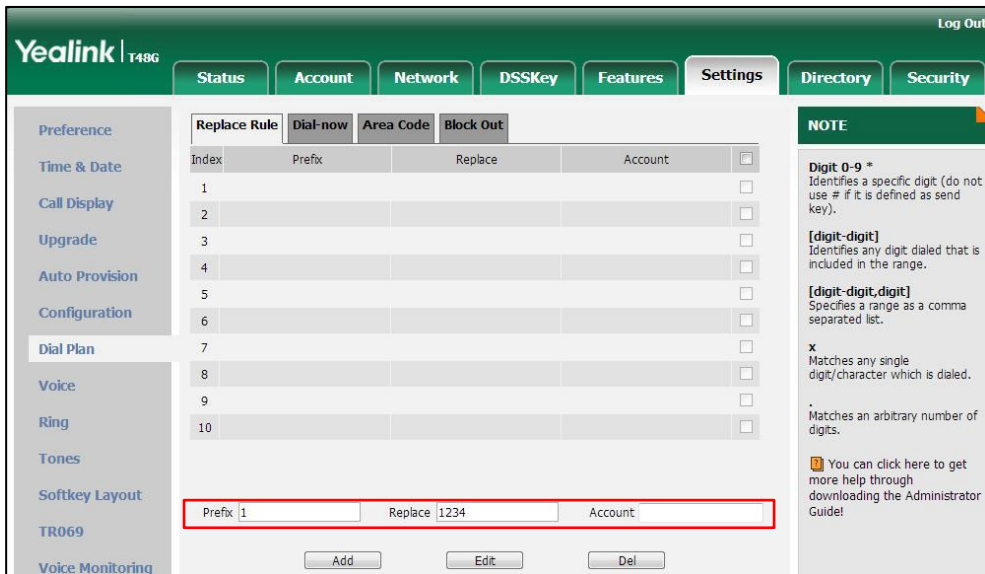 Log Out
Yealink T48G
Status Account Network DSSKey Features Settings Directory Security
Preference
Time & Date
Call Display
Upgrade
Auto Provision
Configuration
Dial Plan
Voice
Ring
Tones
Softkey Layout
TR069
Voice Monitoring
Replace Rule Dial-now Area Code Block Out
Index Prefix Replace Account
1
2
3
4
5
6
7
8
9
10
Prefix 1 Replace 1234 Account
Add Edit Del
NOTE
Digit 0-9 *
Identifies a specific digit (do not
use # if it is defined as send
key).
[digit-digit]
Identifies any digit dialed that is
included in the range.
[digit-digit,digit]
Specifies a range as a comma
separated list.
x
Matches any single
digit/character which is dialed.
.
Matches an arbitrary number of
digits.
You can click here to get
more help through
downloading the Administrator
Guide!